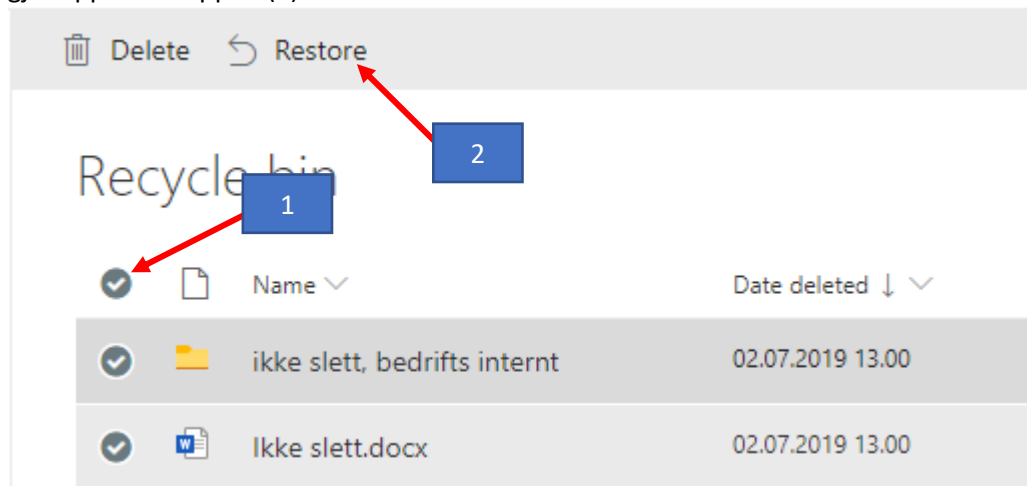 Delete Restore
2
Recycle bin
1
Name Date deleted
ikke slett, bedrifts internt 02.07.2019 13.00
Ikke slett.docx 02.07.2019 13.00